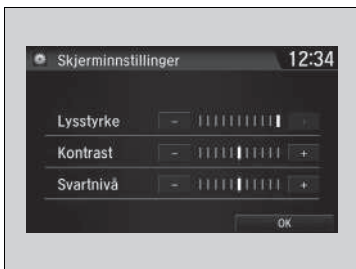 Skjerminnstillinger 12:34
Lysstyrke - +
Kontrast - +
Svartnivå - +
OK